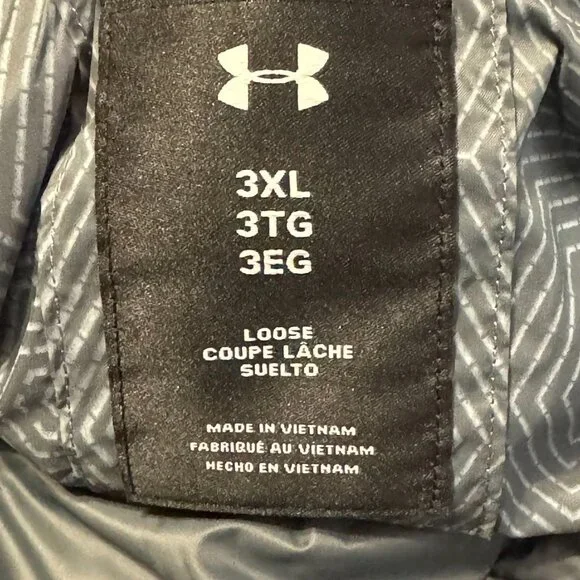 3XL
3TG
3EG
LOOSE
COUPE LÂCHE
SUELTO
MADE IN VIETNAM
FABRIQUÉ AU VIETNAM
HECHO EN VIETNAM